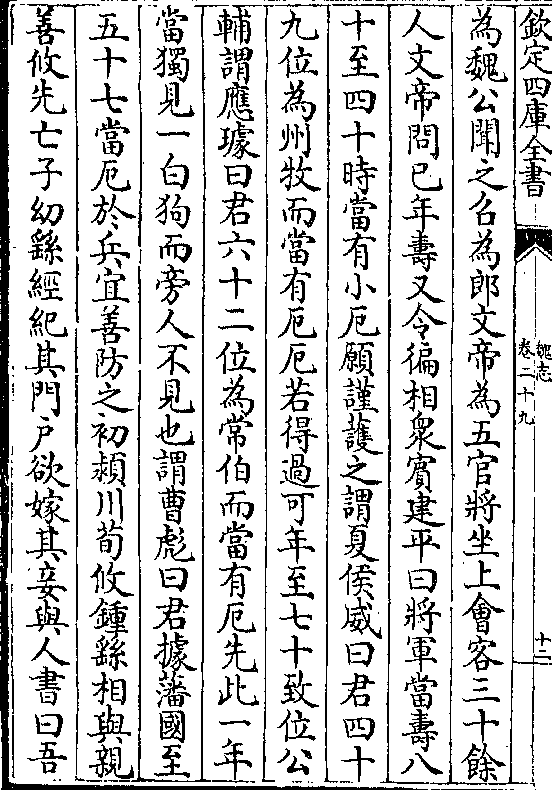 欽定四庫全書
魏志
卷二十九
十二
為魏公聞之召為郎文帝為五官將坐上會客三十餘
人文帝問已年壽又令徧相衆賓建平曰將軍當壽八
十至四十時當有小厄願謹護之謂夏侯威曰君四十
九位為州牧而當有厄厄若得過可年至七十致位公
輔謂應璩曰君六十二位為常伯而當有厄先此一年
當獨見一白狗而旁人不見也謂曹彪曰君據藩國至
五十七當厄於兵宜善防之初潁川荀攸鍾繇相與親
善攸先亡子幼繇經紀其門户欲嫁其妾與人書曰吾